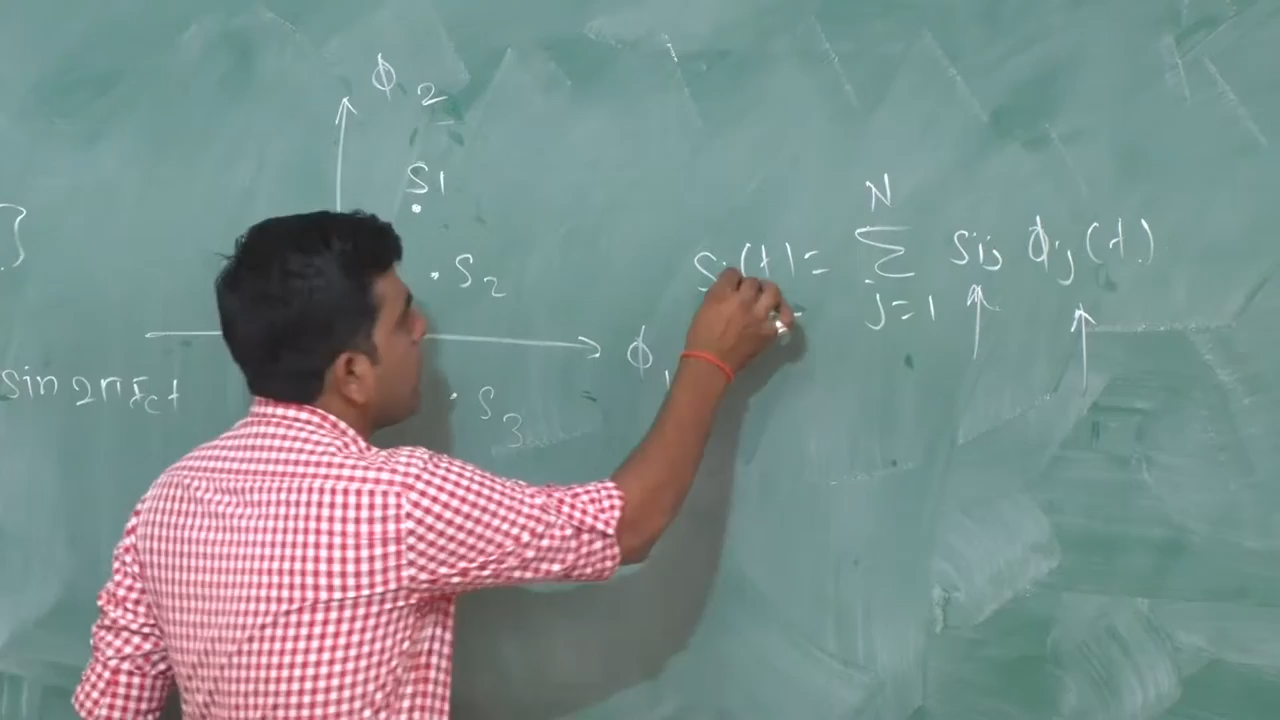 ϕ2
S1
S2
}
Si(t) = N Σ j=1 Sij ϕj(t)
ϕ1
sin 2πfct
S3